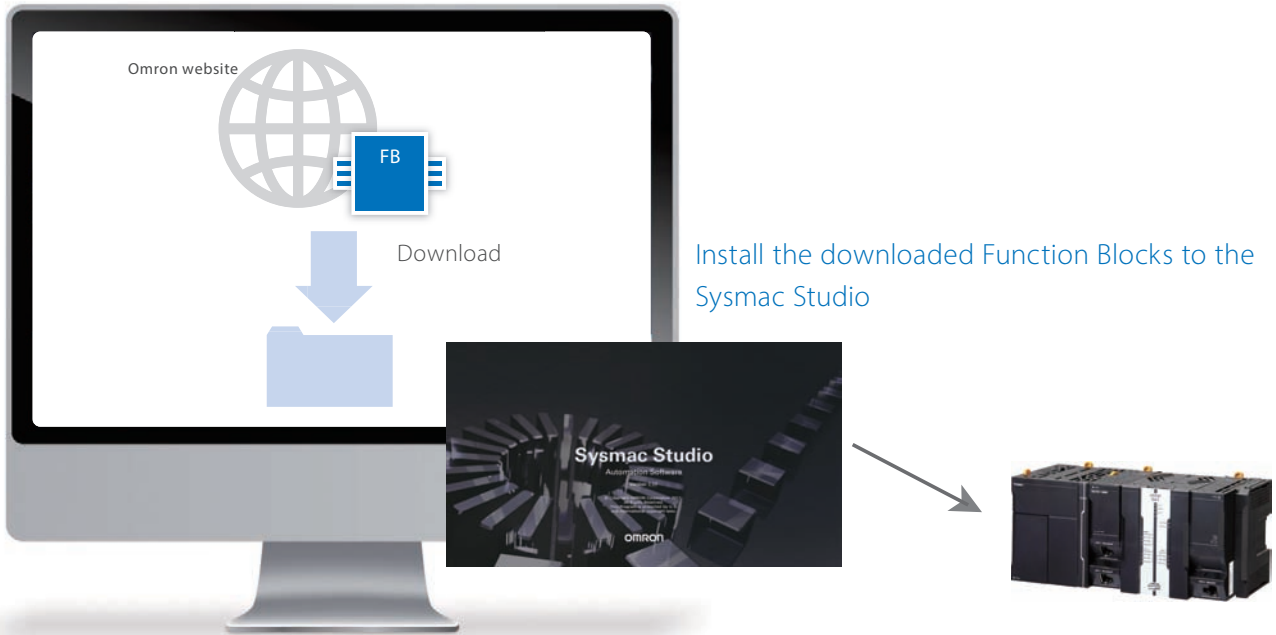 Omron website
FB
Download
Install the downloaded Function Blocks to the
Sysmac Studio
Sysmac Studio
Automation Software
OMRON